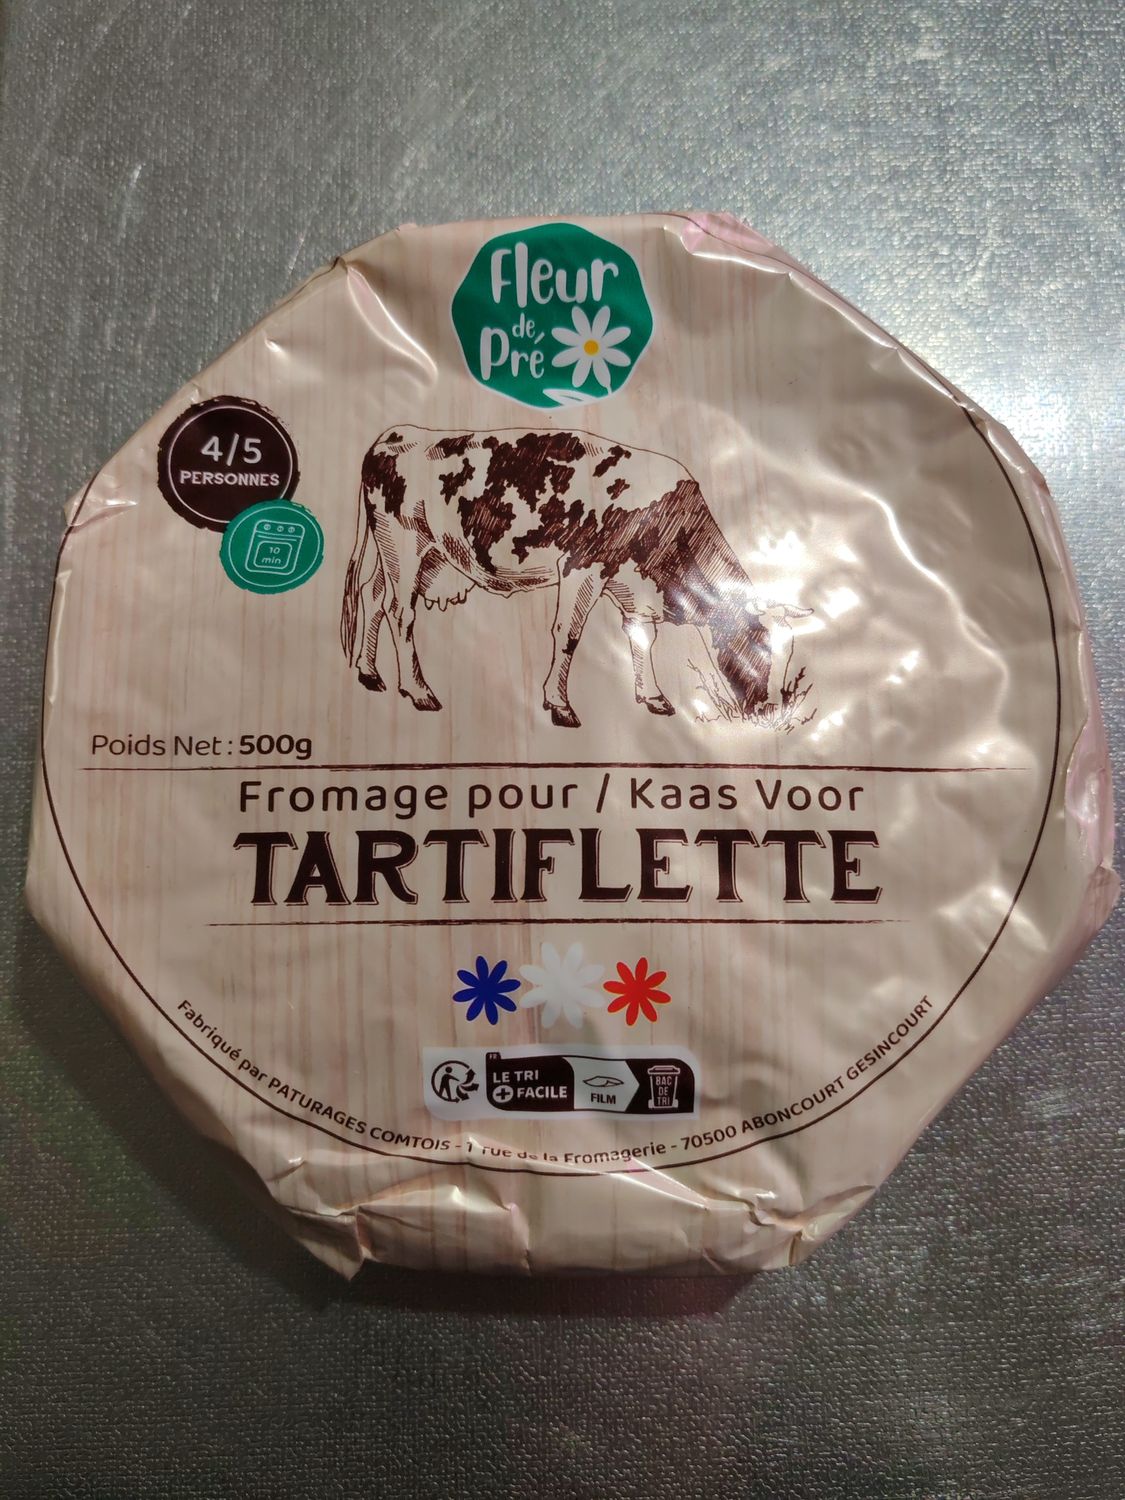 Fleur
de
Pré
4/5
PERSONNES
10
min
Poids Net : 500g
Fromage pour / Kaas Voor
TARTIFLETTE
FR
LE TRI
+ FACILE
FILM
BAC
DE
TRI
Fabriqué par PATURAGES COMTOIS - 1 rue de la Fromagerie - 70500 ABONCOURT GESINCOURT